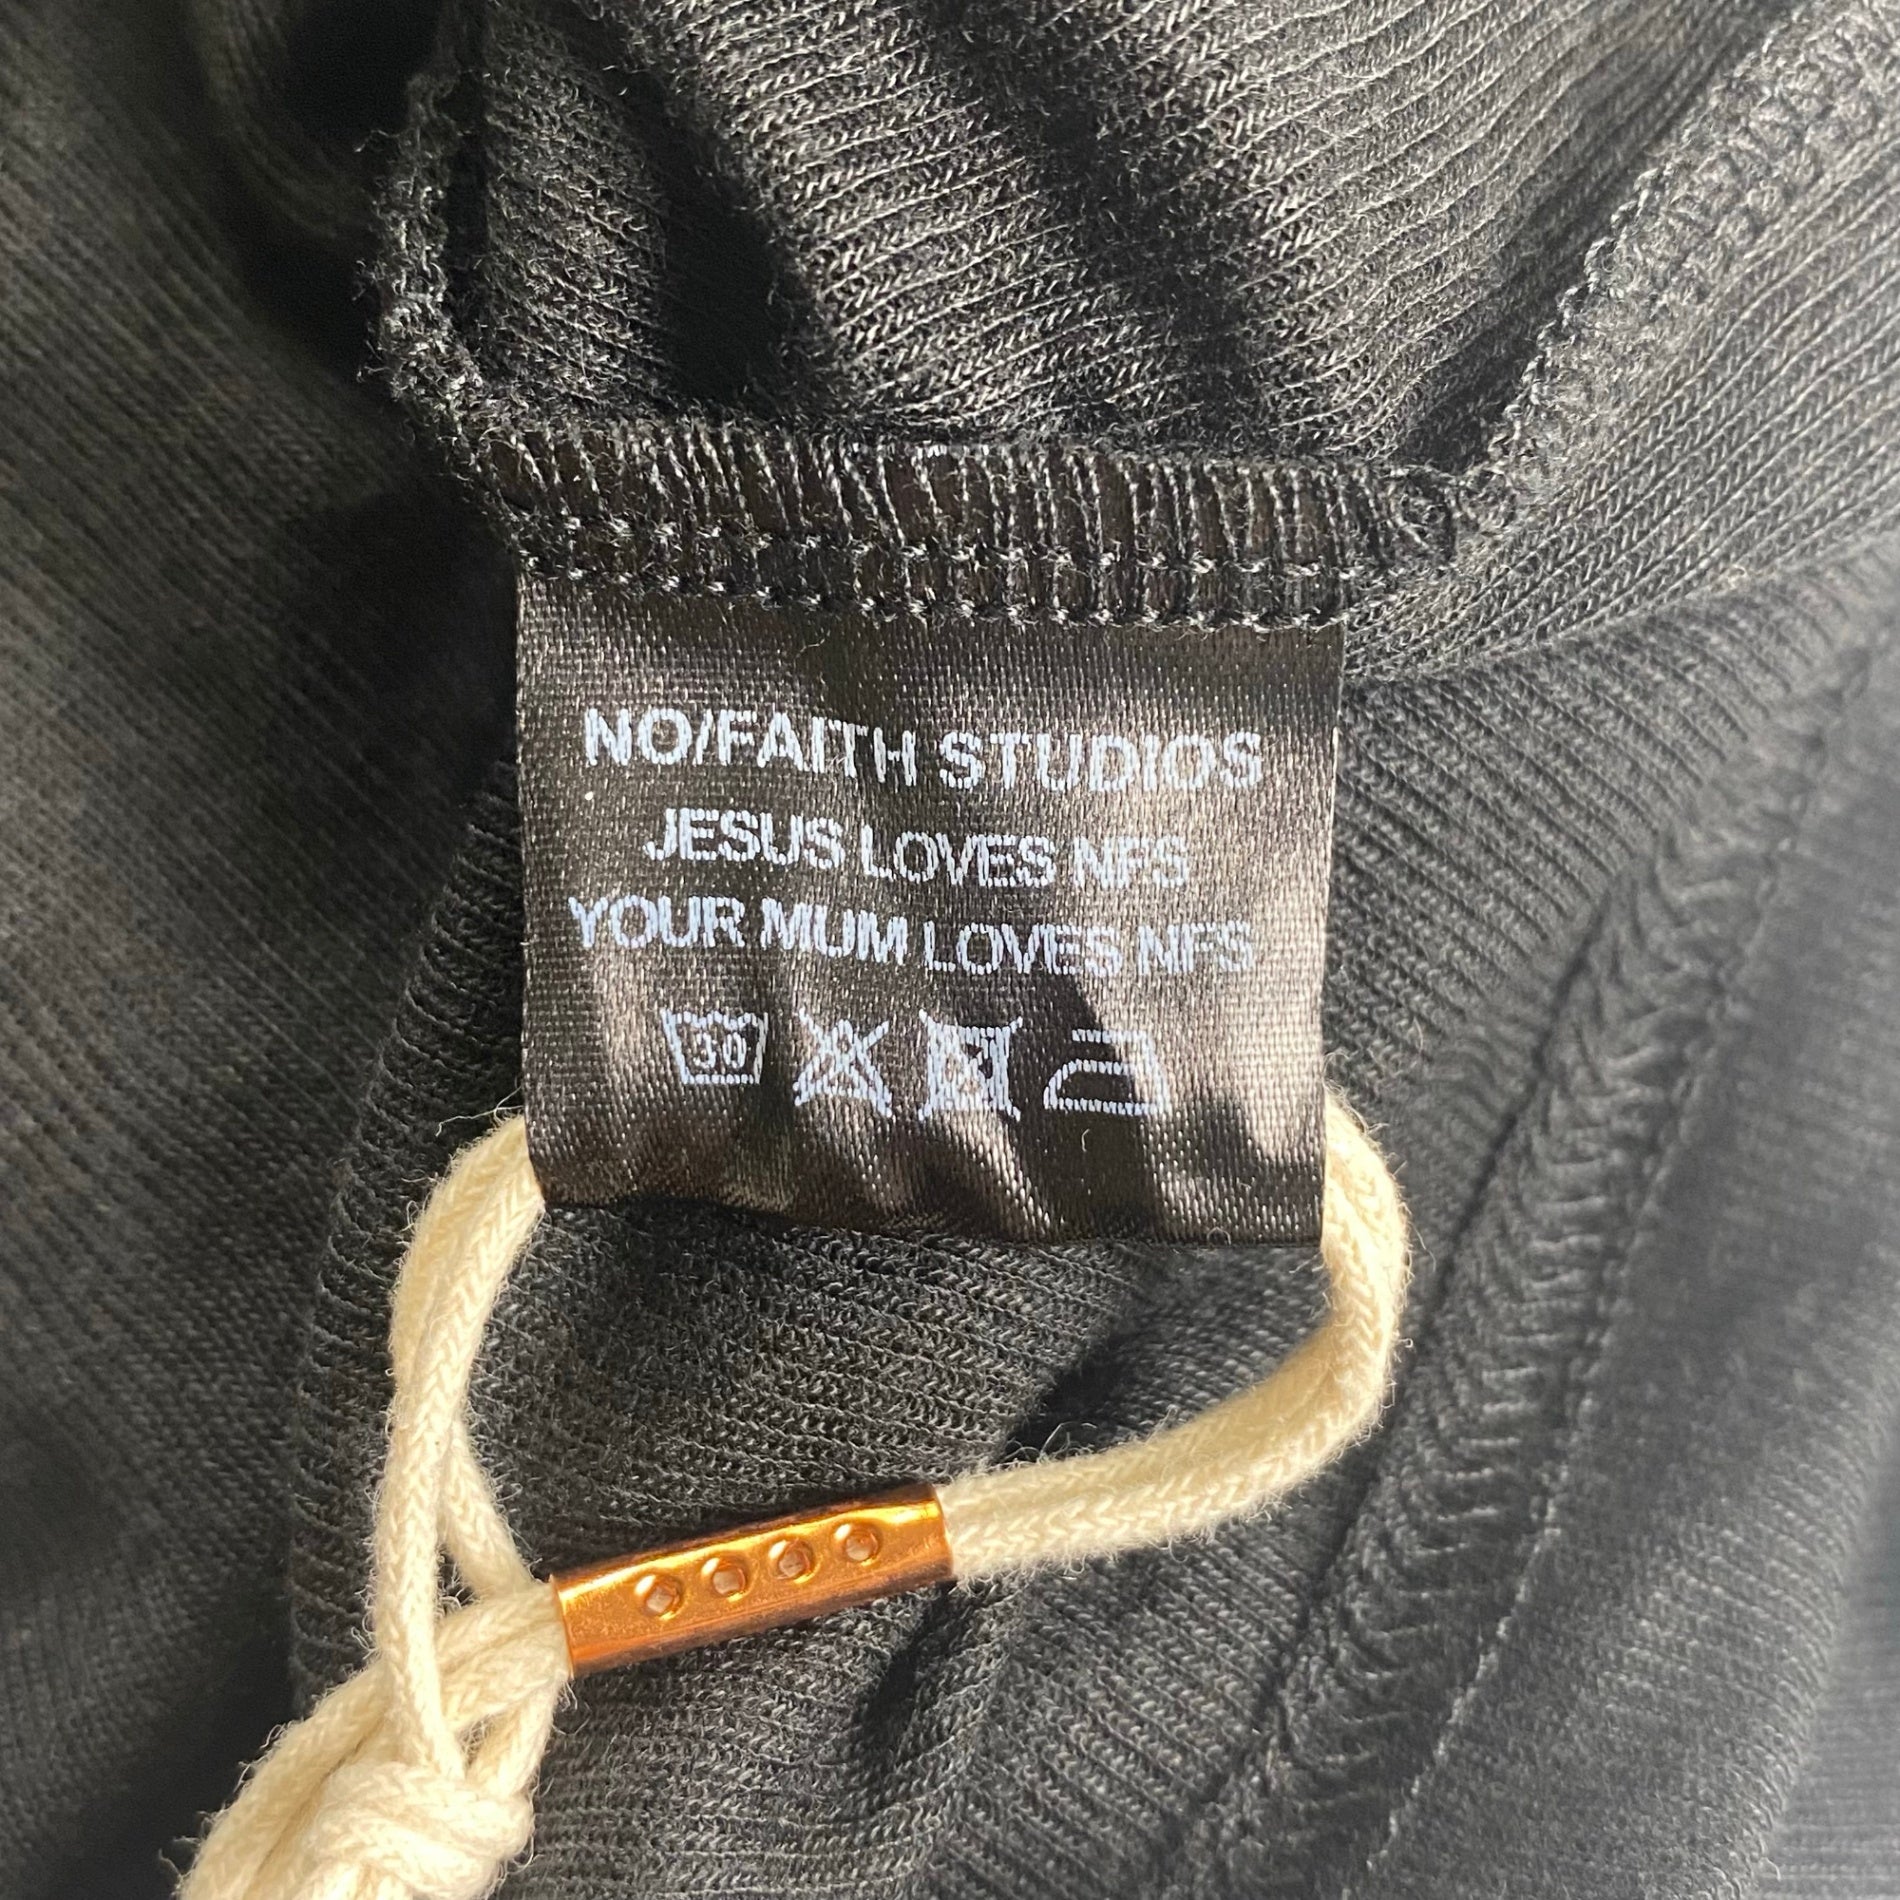 NO/FAITH STUDIOS
JESUS LOVES NFS
YOUR MUM LOVES NFS
30